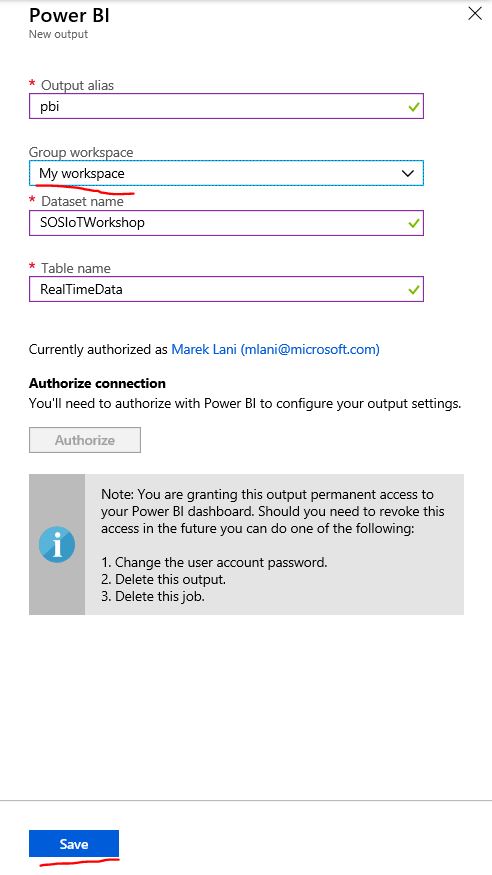 Power BI
New output
* Output alias
pbi
Group workspace
My workspace
* Dataset name
SOSIoTWorkshop
* Table name
RealTimeData
Currently authorized as Marek Lani (mlani@microsoft.com)
Authorize connection
You'll need to authorize with Power BI to configure your output settings.
Authorize
Note: You are granting this output permanent access to
your Power BI dashboard. Should you need to revoke this
access in the future you can do one of the following:
1. Change the user account password.
2. Delete this output.
3. Delete this job.
Save